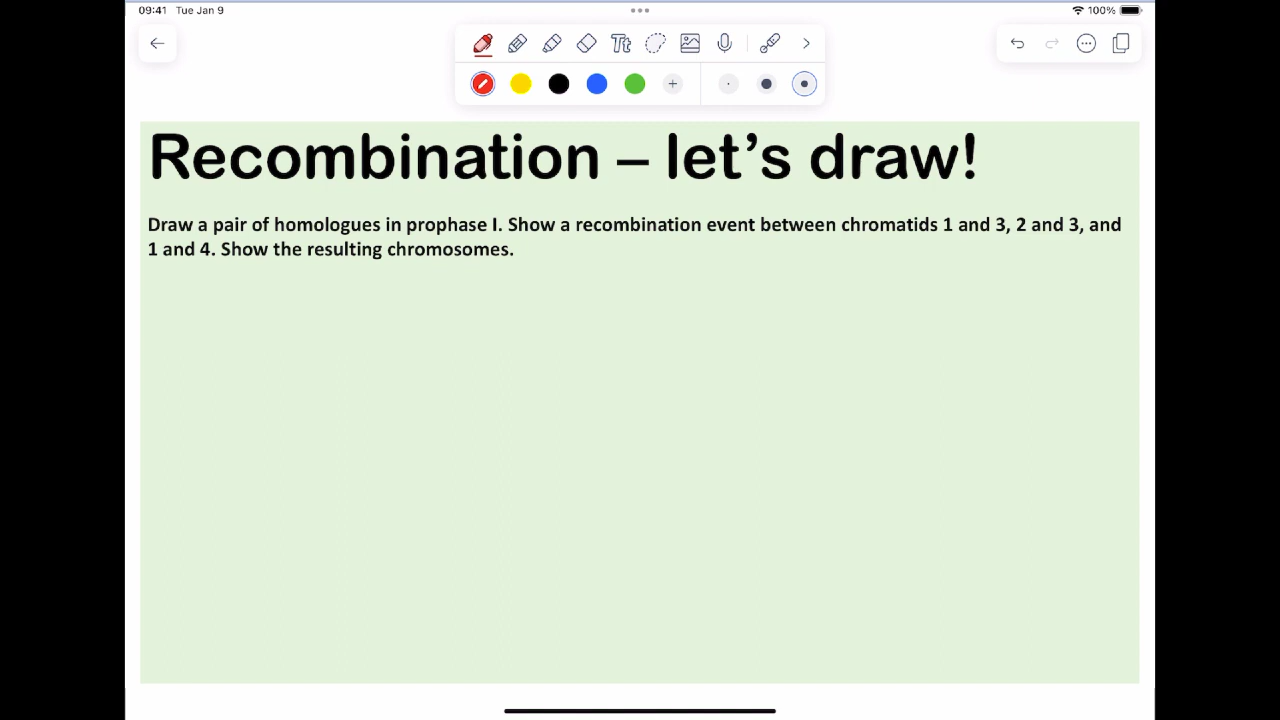 09:41 Tue Jan 9
100%
Tt
Recombination – let’s draw!
Draw a pair of homologues in prophase I. Show a recombination event between chromatids 1 and 3, 2 and 3, and
1 and 4. Show the resulting chromosomes.